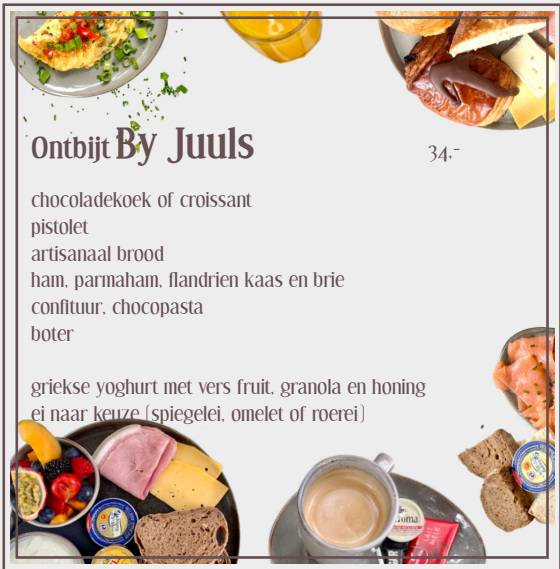 Ontbijt By Juuls 34,-
chocoladekoek of croissant
pistolet
artisanaal brood
ham, parmaham, flandrien kaas en brie
confituur, chocopasta
boter
griekse yoghurt met vers fruit, granola en honing
ei naar keuze (spiegelei, omelet of roerei)